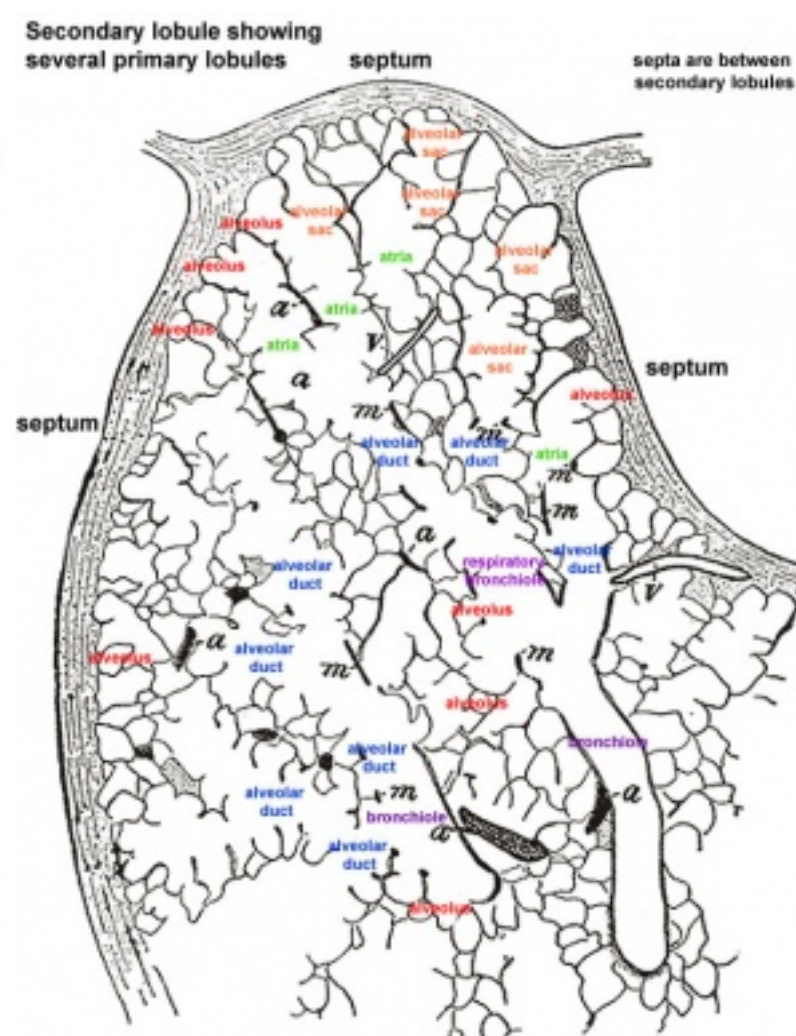 Secondary lobule showing
several primary lobules
septum
septa are between
secondary lobules
alveolar
sac
alveolar
sac
alveolar
sac
alveolus
alveolar
sac
atria
alveolus
a
atria
alveolus
atria
v
alveolar
sac
a
septum
alveolus
septum
m
m
alveolar
duct
alveolar
duct
atria
m
m
a
alveolar
duct
respiratory
bronchiole
alveolar
duct
v
alveolus
a
alveolar
duct
alveolus
m
m
alveolus
alveolar
duct
bronchiole
alveolar
duct
m
a
bronchiole
a
alveolar
duct
alveolus